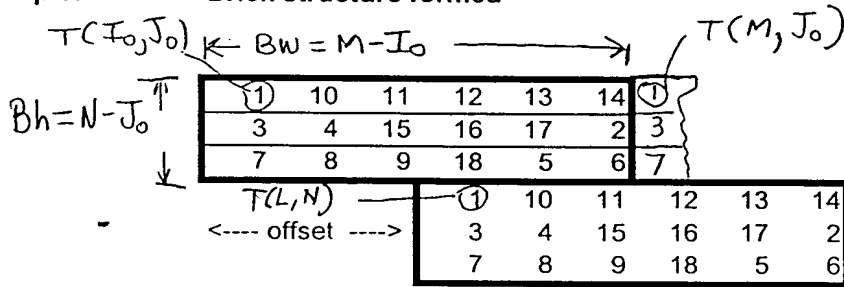 Brick structure formed
T(I₀,J₀) |← Bw = M-I₀ →| T(M,J₀)
Bh=N-J₀
1 10 11 12 13 14 1
3 4 15 16 17 2 3
7 8 9 18 5 6 7
T(L,N) 1 10 11 12 13 14
<---- offset ----> 3 4 15 16 17 2
7 8 9 18 5 6